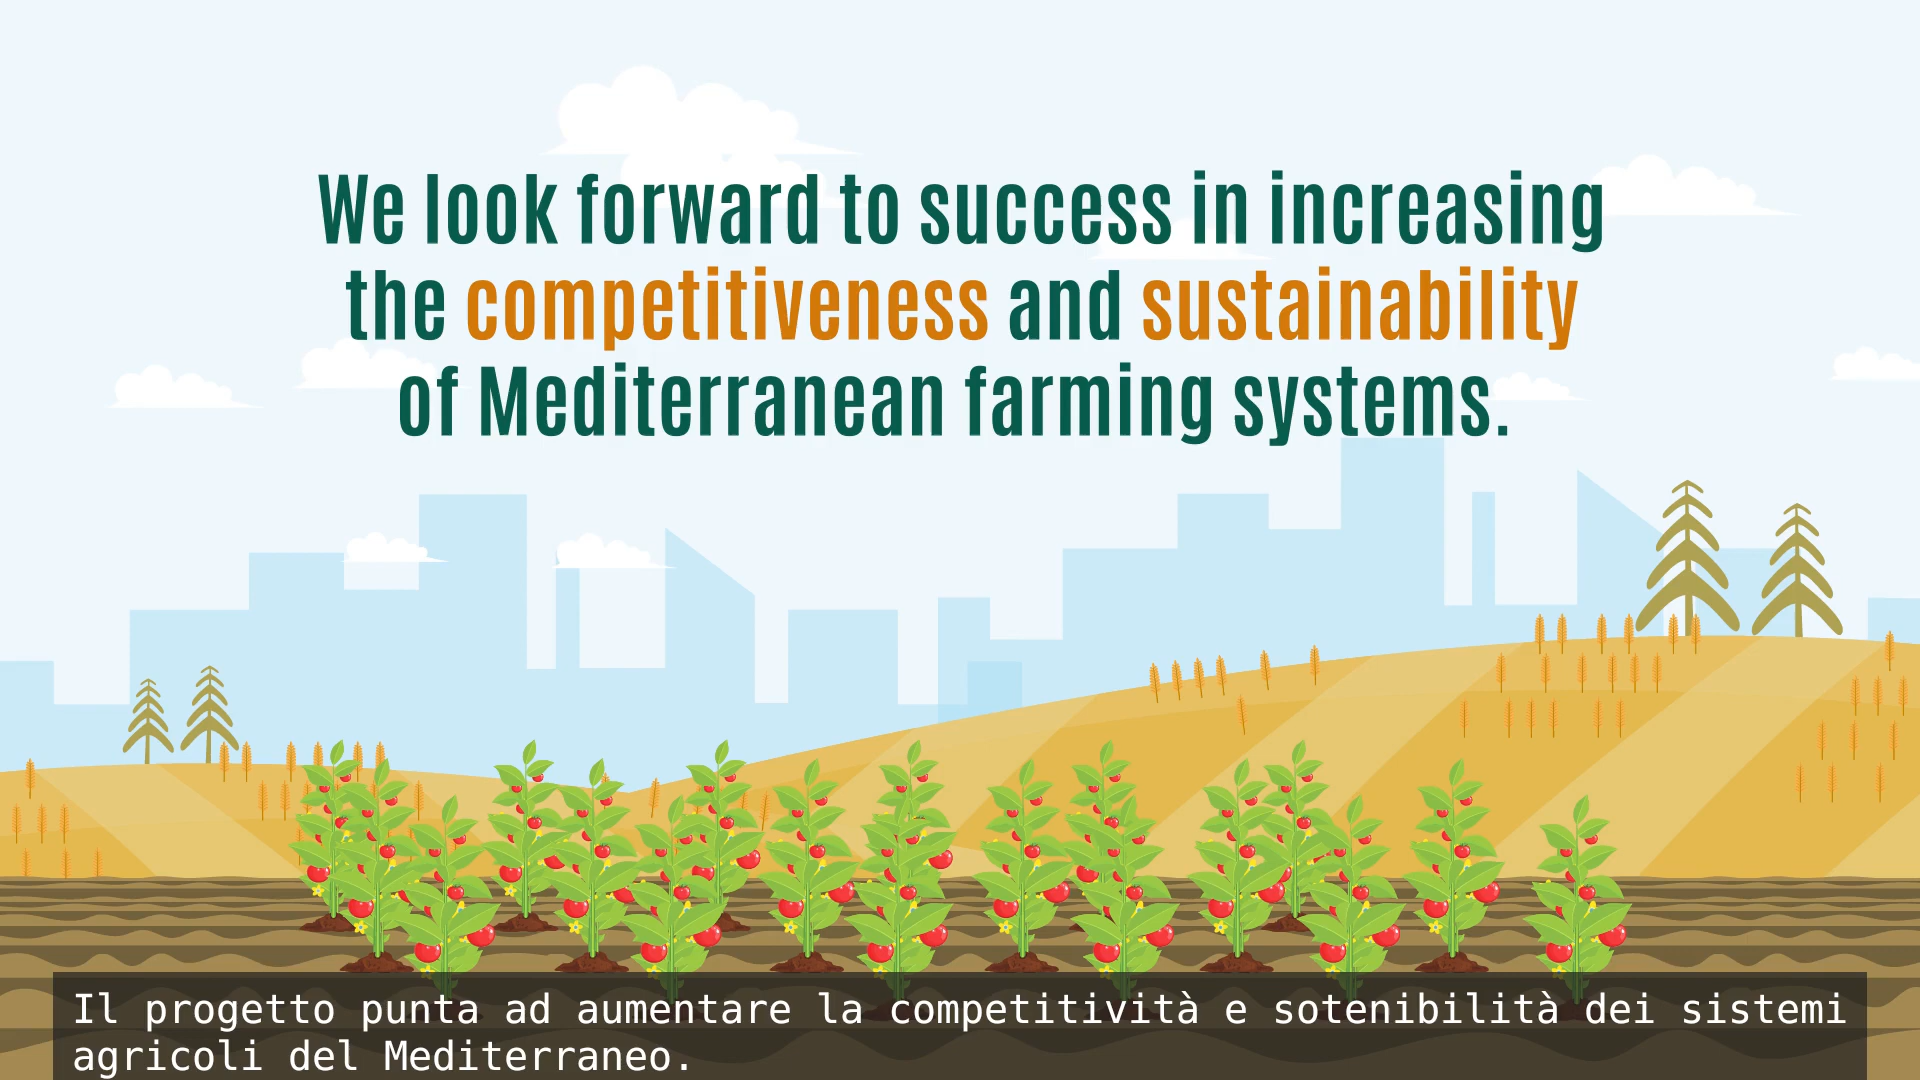 We look forward to success in increasing
the competitiveness and sustainability
of Mediterranean farming systems.
Il progetto punta ad aumentare la competitività e sotenibilità dei sistemi
agricoli del Mediterraneo.